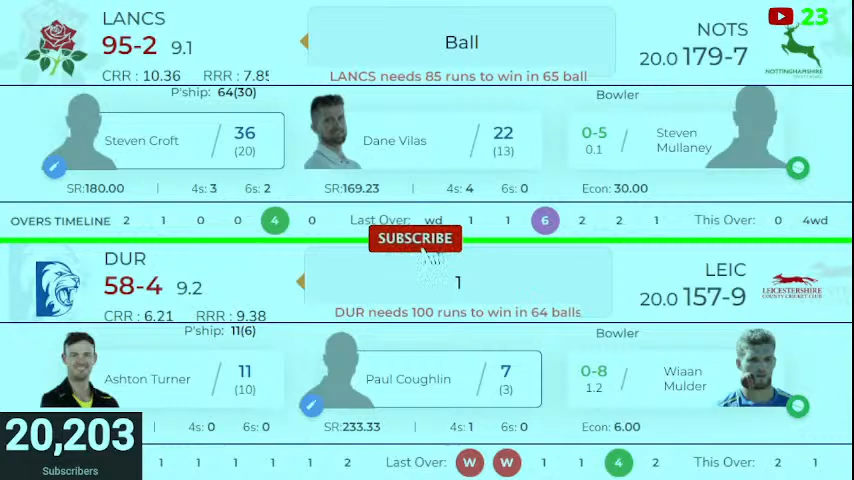 LANCS
95-2 9.1
CRR : 10.36 RRR : 7.85
P'ship: 64(30)
Ball
LANCS needs 85 runs to win in 65 ball
23
NOTS
20.0 179-7
NOTTINGHAMSHIRE
Bowler
Steven Croft
36
(20)
Dane Vilas
22
(13)
0-5
0.1
Steven
Mullaney
SR:180.00 | 4s: 3 6s: 2
SR:169.23 | 4s: 4 6s: 0
Econ: 30.00
OVERS TIMELINE 2 1 0 0 4 0 Last Over: wd 1 1 6 2 2 1 This Over: 0 4wd
SUBSCRIBE
DUR
58-4 9.2
CRR : 6.21 RRR : 9.38
P'ship: 11(6)
1
DUR needs 100 runs to win in 64 balls
LEIC
20.0 157-9
LEICESTERSHIRE
COUNTY CRICKET CLUB
Bowler
Ashton Turner
11
(10)
Paul Coughlin
7
(3)
0-8
1.2
Wiaan
Mulder
| 4s: 0 6s: 0
SR:233.33 | 4s: 1 6s: 0
Econ: 6.00
20,203
Subscribers
1 1 1 1 1 2 Last Over: W W 1 1 4 2 This Over: 2 1